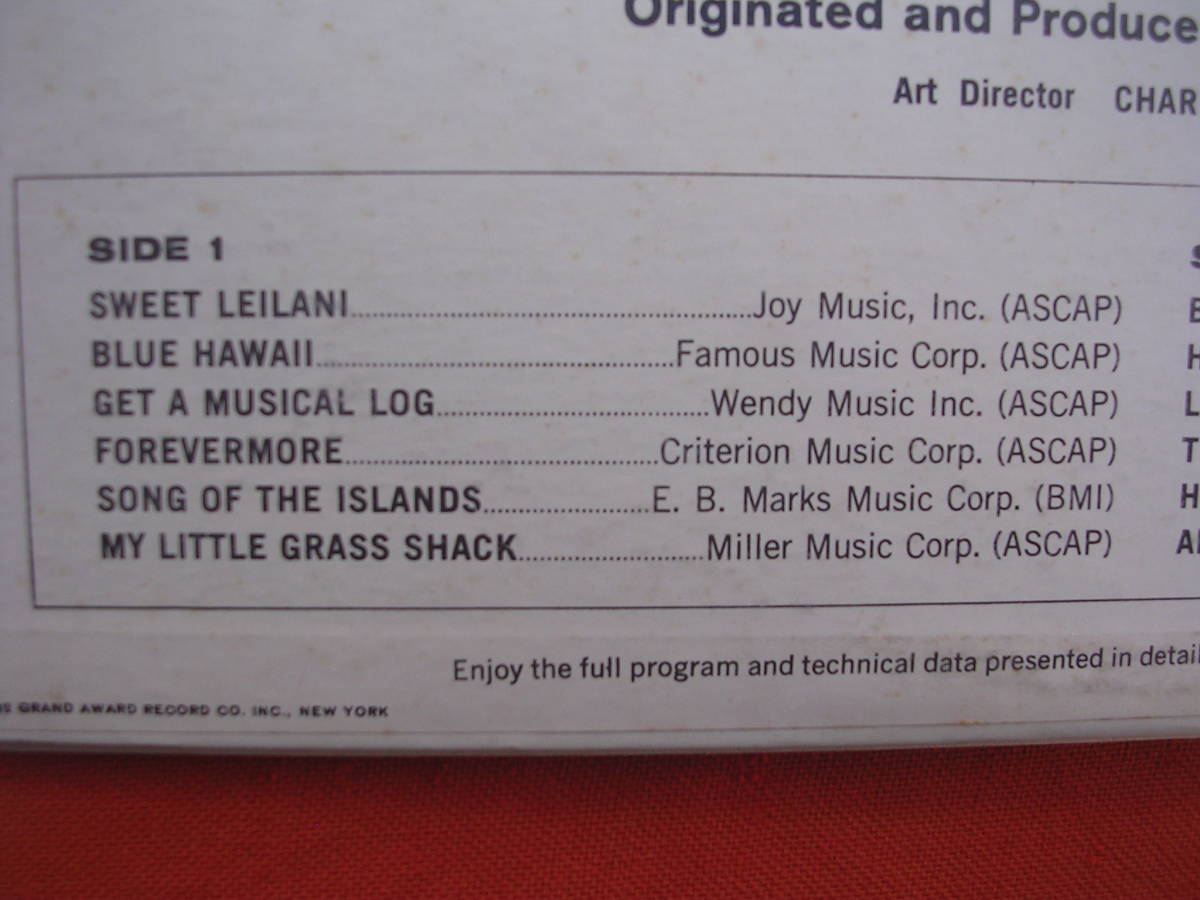 Originated and Produce
Art Director CHAR
SIDE 1
SWEET LEILANI Joy Music, Inc. (ASCAP)
BLUE HAWAII Famous Music Corp. (ASCAP)
GET A MUSICAL LOG Wendy Music Inc. (ASCAP)
FOREVERMORE Criterion Music Corp. (ASCAP)
SONG OF THE ISLANDS E. B. Marks Music Corp. (BMI)
MY LITTLE GRASS SHACK Miller Music Corp. (ASCAP)
S
B
H
L
T
H
Al
Enjoy the full program and technical data presented in detail
GRAND AWARD RECORD CO. INC., NEW YORK